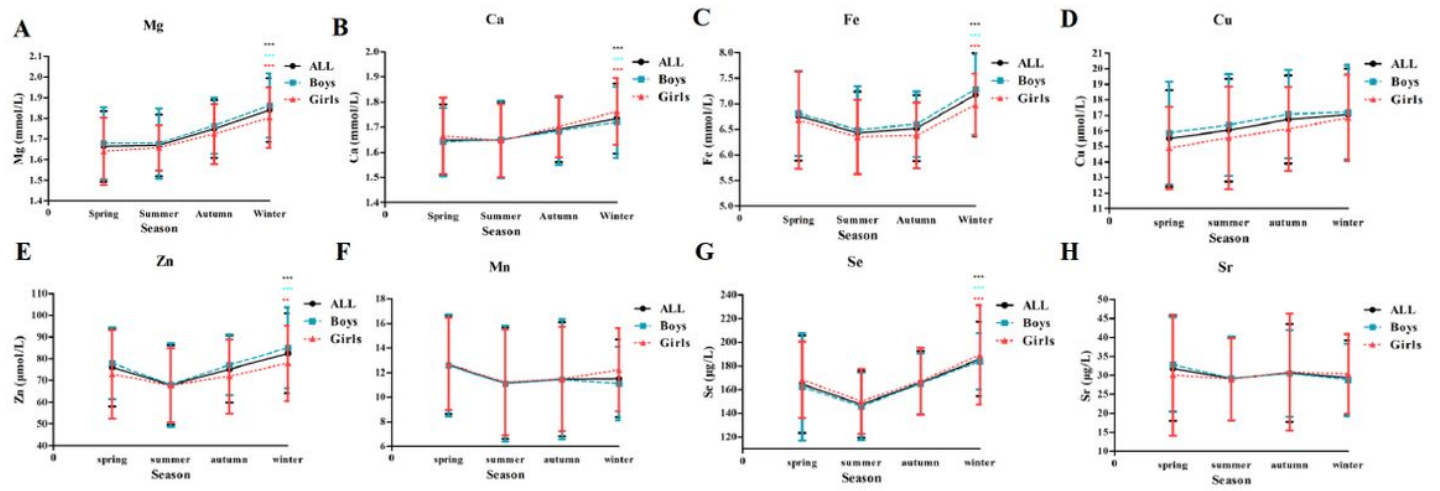 A
Mg
***
***
***
ALL
Boys
Girls
2.1
2.0
1.9
1.8
1.7
1.6
1.5
1.4
0
Mg (mmol/L)
Spring Summer Autumn Winter
Season
B
Ca
***
***
***
ALL
Boys
Girls
2.0
1.8
1.6
1.4
0
Ca (mmol/L)
Spring Summer Autumn Winter
Season
C
Fe
***
***
***
ALL
Boys
Girls
8.0
7.5
7.0
6.5
6.0
5.5
5.0
0
Fe (mmol/L)
Spring Summer Autumn Winter
Season
D
Cu
ALL
Boys
Girls
21
20
19
18
17
16
15
14
13
12
11
0
Cu (μmol/L)
spring summer autumn winter
Season
E
Zn
***
***
**
ALL
Boys
Girls
110
100
90
80
70
60
50
40
0
Zn (μmol/L)
spring summer autumn winter
Season
F
Mn
ALL
Boys
Girls
18
16
14
12
10
8
6
0
spring summer autumn winter
Season
G
Se
***
***
***
ALL
Boys
Girls
240
220
200
180
160
140
120
0
Se (μg/L)
spring summer autumn winter
Season
H
Sr
ALL
Boys
Girls
50
45
40
35
30
25
20
15
10
0
Sr (μg/L)
spring summer autumn winter
Season